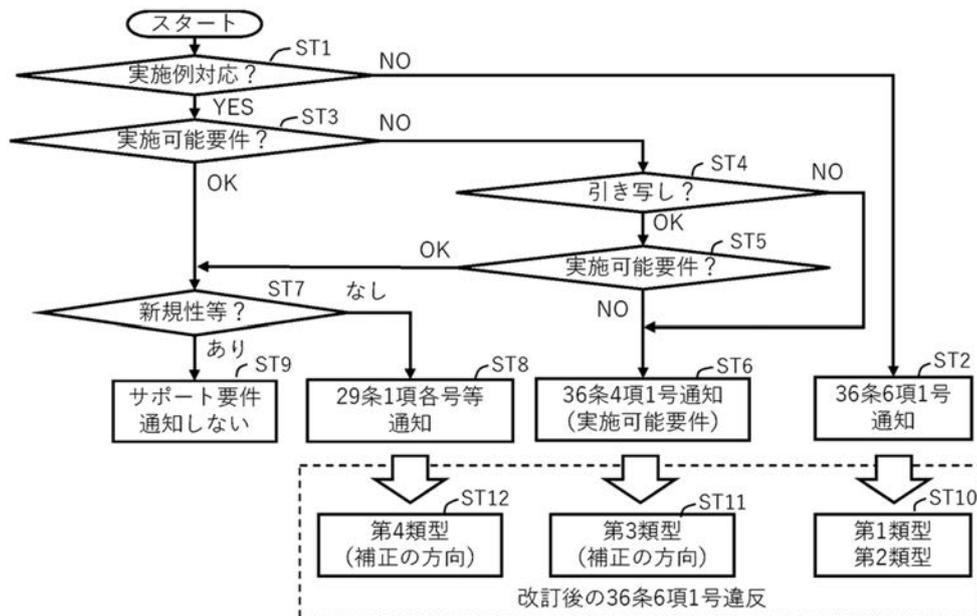 スタート
ST1
実施例対応？
NO
YES
ST3
実施可能要件？
NO
OK
ST4
引き写し？
NO
OK
ST5
OK
実施可能要件？
NO
ST7
新規性等？
なし
あり
ST9
サポート要件
通知しない
ST8
29条1項各号等
通知
ST6
36条4項1号通知
(実施可能要件)
ST2
36条6項1号
通知
ST12
第4類型
(補正の方向)
ST11
第3類型
(補正の方向)
ST10
第1類型
第2類型
改訂後の36条6項1号違反